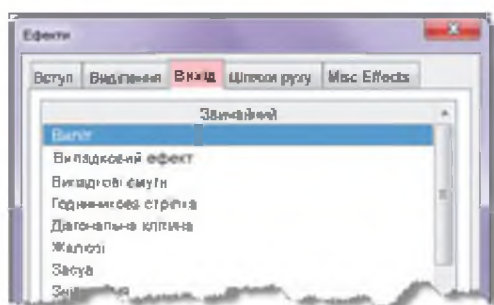 Ефекти
Вступ Виділення Вихід Шляхи руху Misc Effects
Звичайний
Виліт
Випадковий ефект
Випадкові смуги
Годинникова стрілка
Діагональна клітина
Жалюзі
Засув